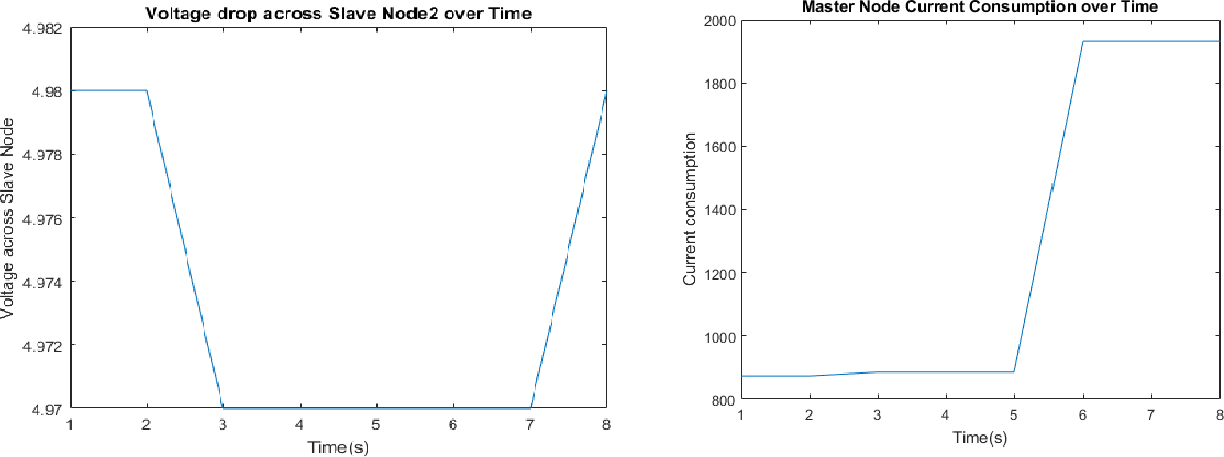 Voltage drop across Slave Node2 over Time
4.982
4.98
4.978
4.976
4.974
4.972
4.97
Voltage across Slave Node
1 2 3 4 5 6 7 8
Time(s)
Master Node Current Consumption over Time
2000
1800
1600
1400
1200
1000
800
Current consumption
1 2 3 4 5 6 7 8
Time(s)